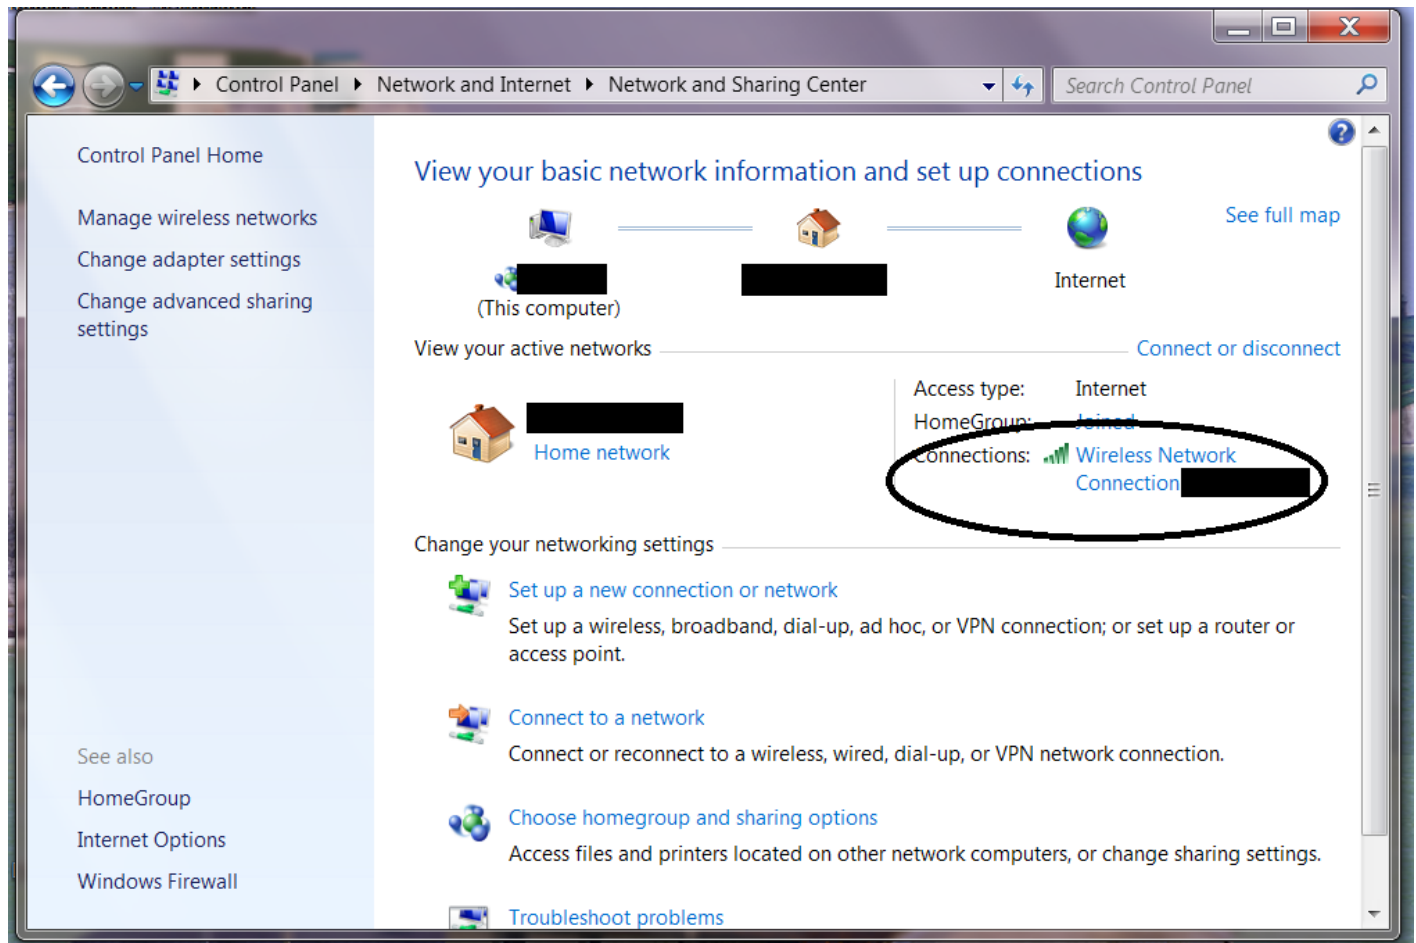 Control Panel ▸ Network and Internet ▸ Network and Sharing Center
Search Control Panel
Control Panel Home
Manage wireless networks
Change adapter settings
Change advanced sharing
settings
See also
HomeGroup
Internet Options
Windows Firewall
View your basic network information and set up connections
See full map
(This computer)
Internet
View your active networks
Connect or disconnect
Home network
Access type: Internet
HomeGroup: Joined
Connections: Wireless Network
Connection
Change your networking settings
Set up a new connection or network
Set up a wireless, broadband, dial-up, ad hoc, or VPN connection; or set up a router or
access point.
Connect to a network
Connect or reconnect to a wireless, wired, dial-up, or VPN network connection.
Choose homegroup and sharing options
Access files and printers located on other network computers, or change sharing settings.
Troubleshoot problems